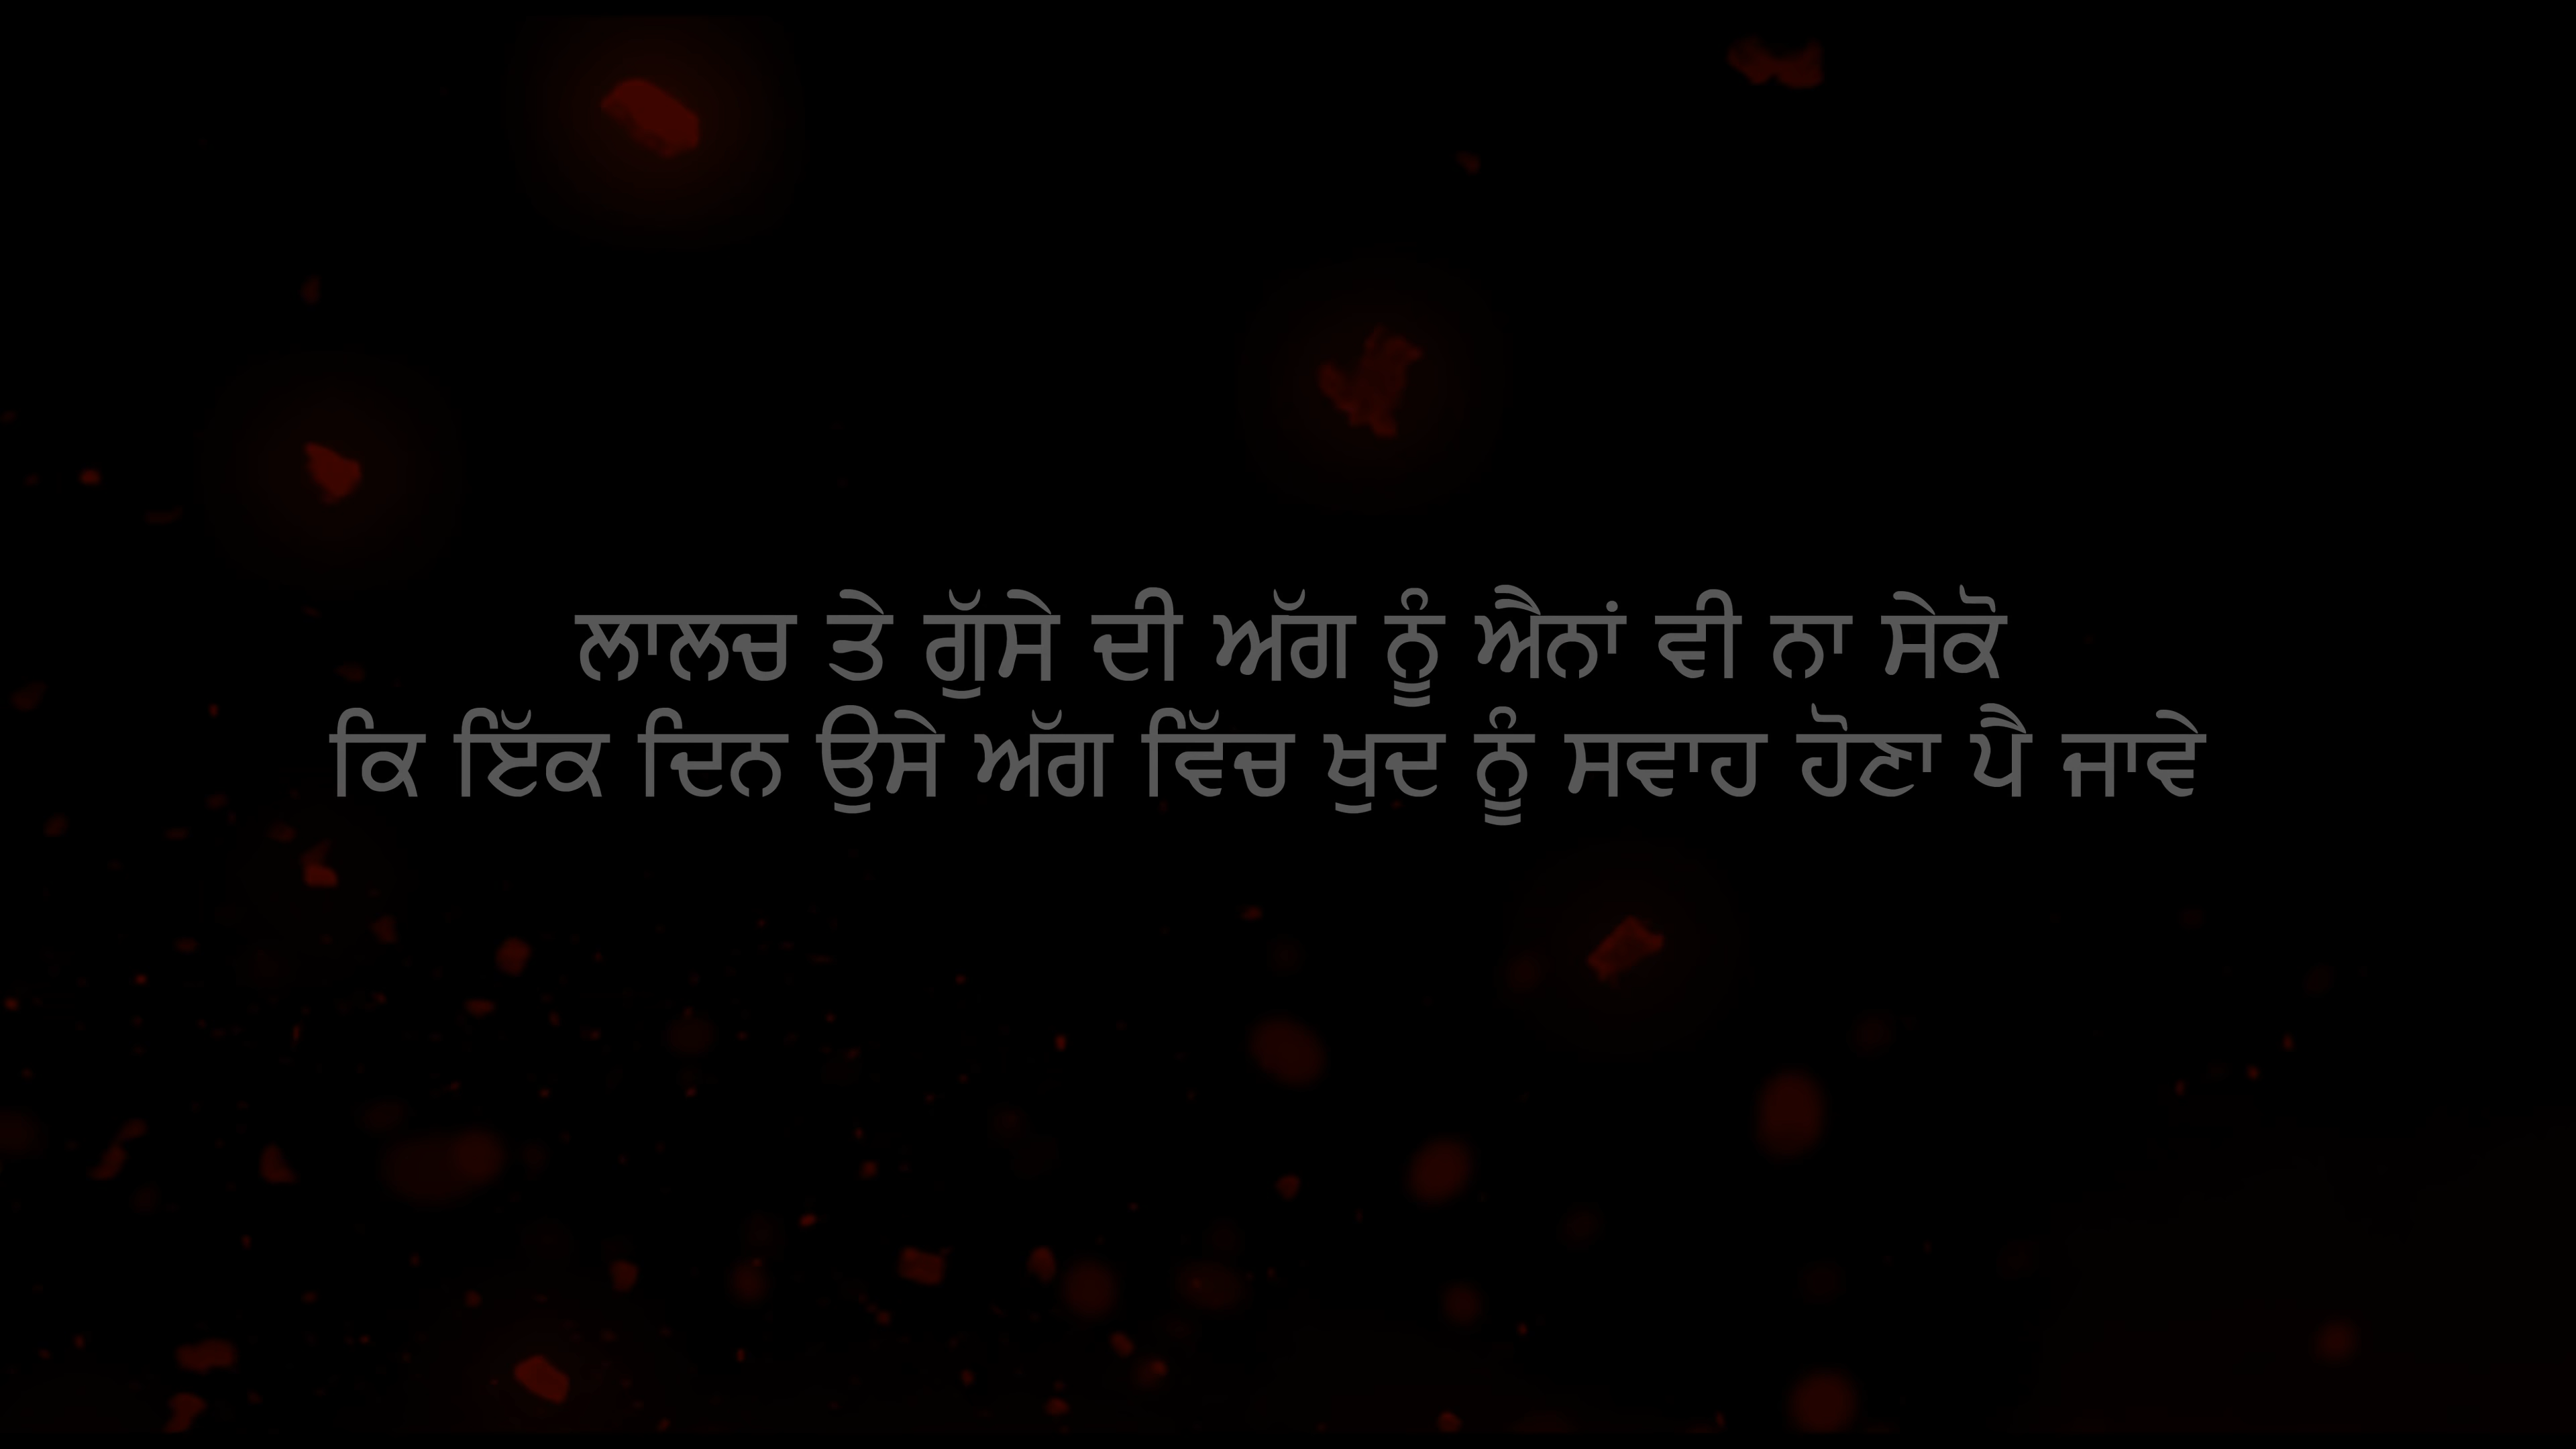 ਲਾਲਚ ਤੇ ਗੁੱਸੇ ਦੀ ਅੱਗ ਨੂੰ ਐਨਾਂ ਵੀ ਨਾ ਸੇਕੋ
ਕਿ ਇੱਕ ਦਿਨ ਉਸੇ ਅੱਗ ਵਿੱਚ ਖੁਦ ਨੂੰ ਸਵਾਹ ਹੋਣਾ ਪੈ ਜਾਵੇ